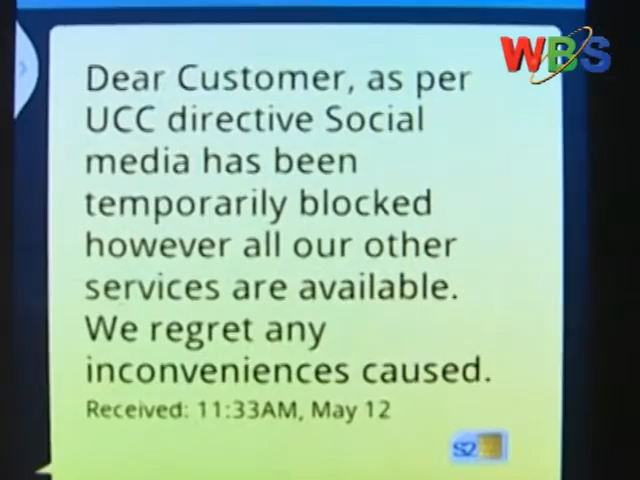 WBS
Dear Customer, as per
UCC directive Social
media has been
temporarily blocked
however all our other
services are available.
We regret any
inconveniences caused.
Received: 11:33AM, May 12
S2